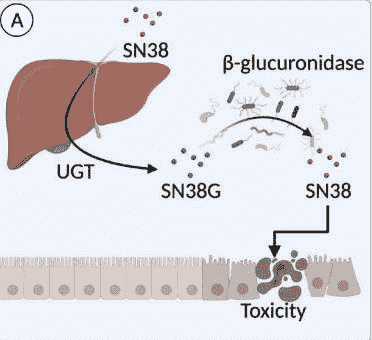 A
SN38
β-glucuronidase
UGT
SN38G
SN38
Toxicity